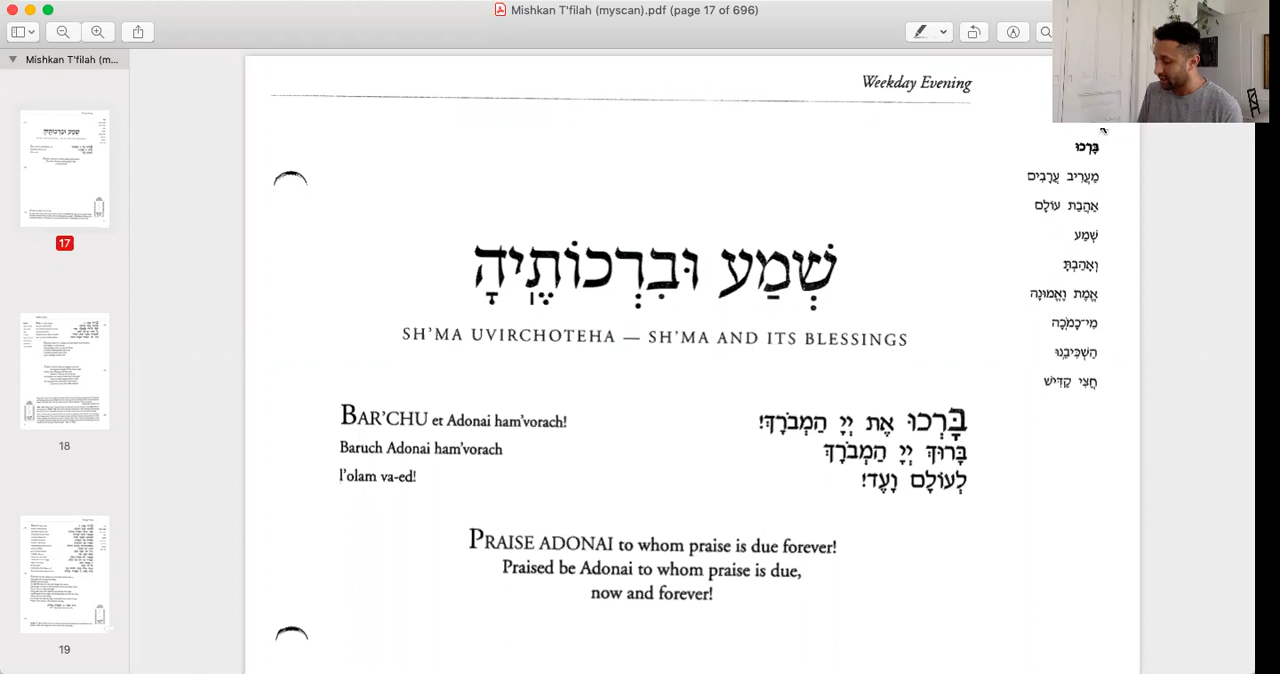 Mishkan T'filah (myscan).pdf (page 17 of 696)
Mishkan T'filah (m...
17
18
19
Weekday Evening
בָּרְכוּ
מַעֲרִיב עֲרָבִים
אַהֲבַת עוֹלָם
שְׁמַע
וְאָהַבְתָּ
אֱמֶת וֶאֱמוּנָה
מִי־כָמֹכָה
הַשְׁכִּיבֵנוּ
חֲצִי קַדִּישׁ
שְׁמַע וּבִרְכוֹתֶיהָ
SH'MA UVIRCHOTEHA — SH'MA AND ITS BLESSINGS
BAR'CHU et Adonai ham'vorach!
Baruch Adonai ham'vorach
l'olam va-ed!
בָּרְכוּ אֶת יְיָ הַמְבֹרָךְ!
בָּרוּךְ יְיָ הַמְבֹרָךְ
לְעוֹלָם וָעֶד!
PRAISE ADONAI to whom praise is due forever!
Praised be Adonai to whom praise is due,
now and forever!